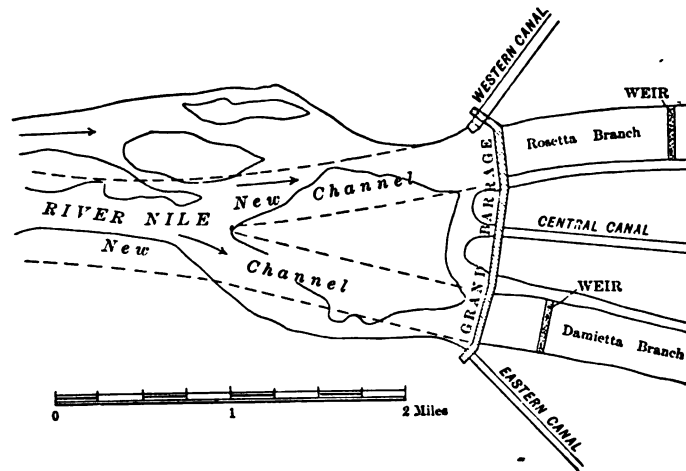 WESTERN CANAL
WEIR
Rosetta Branch
GRAND BARRAGE
New Channel
RIVER NILE
CENTRAL CANAL
New
Channel
WEIR
Damietta Branch
EASTERN CANAL
0 1 2 Miles